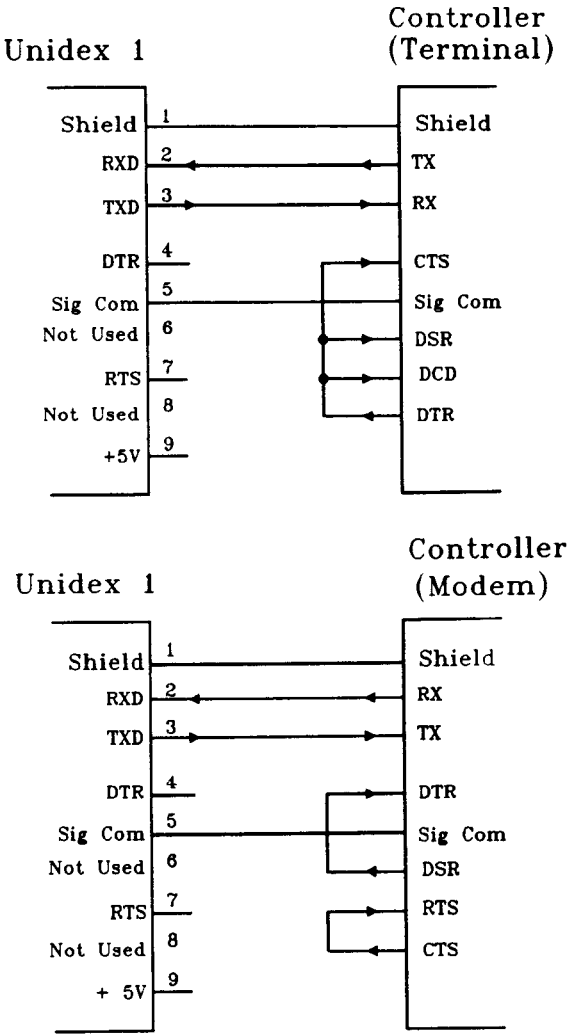 Unidex 1
Controller
(Terminal)
Shield 1 Shield
RXD 2 TX
TXD 3 RX
DTR 4 CTS
Sig Com 5 Sig Com
Not Used 6 DSR
RTS 7 DCD
Not Used 8 DTR
+5V 9
Unidex 1
Controller
(Modem)
Shield 1 Shield
RXD 2 RX
TXD 3 TX
DTR 4 DTR
Sig Com 5 Sig Com
Not Used 6 DSR
RTS 7 RTS
Not Used 8 CTS
+ 5V 9